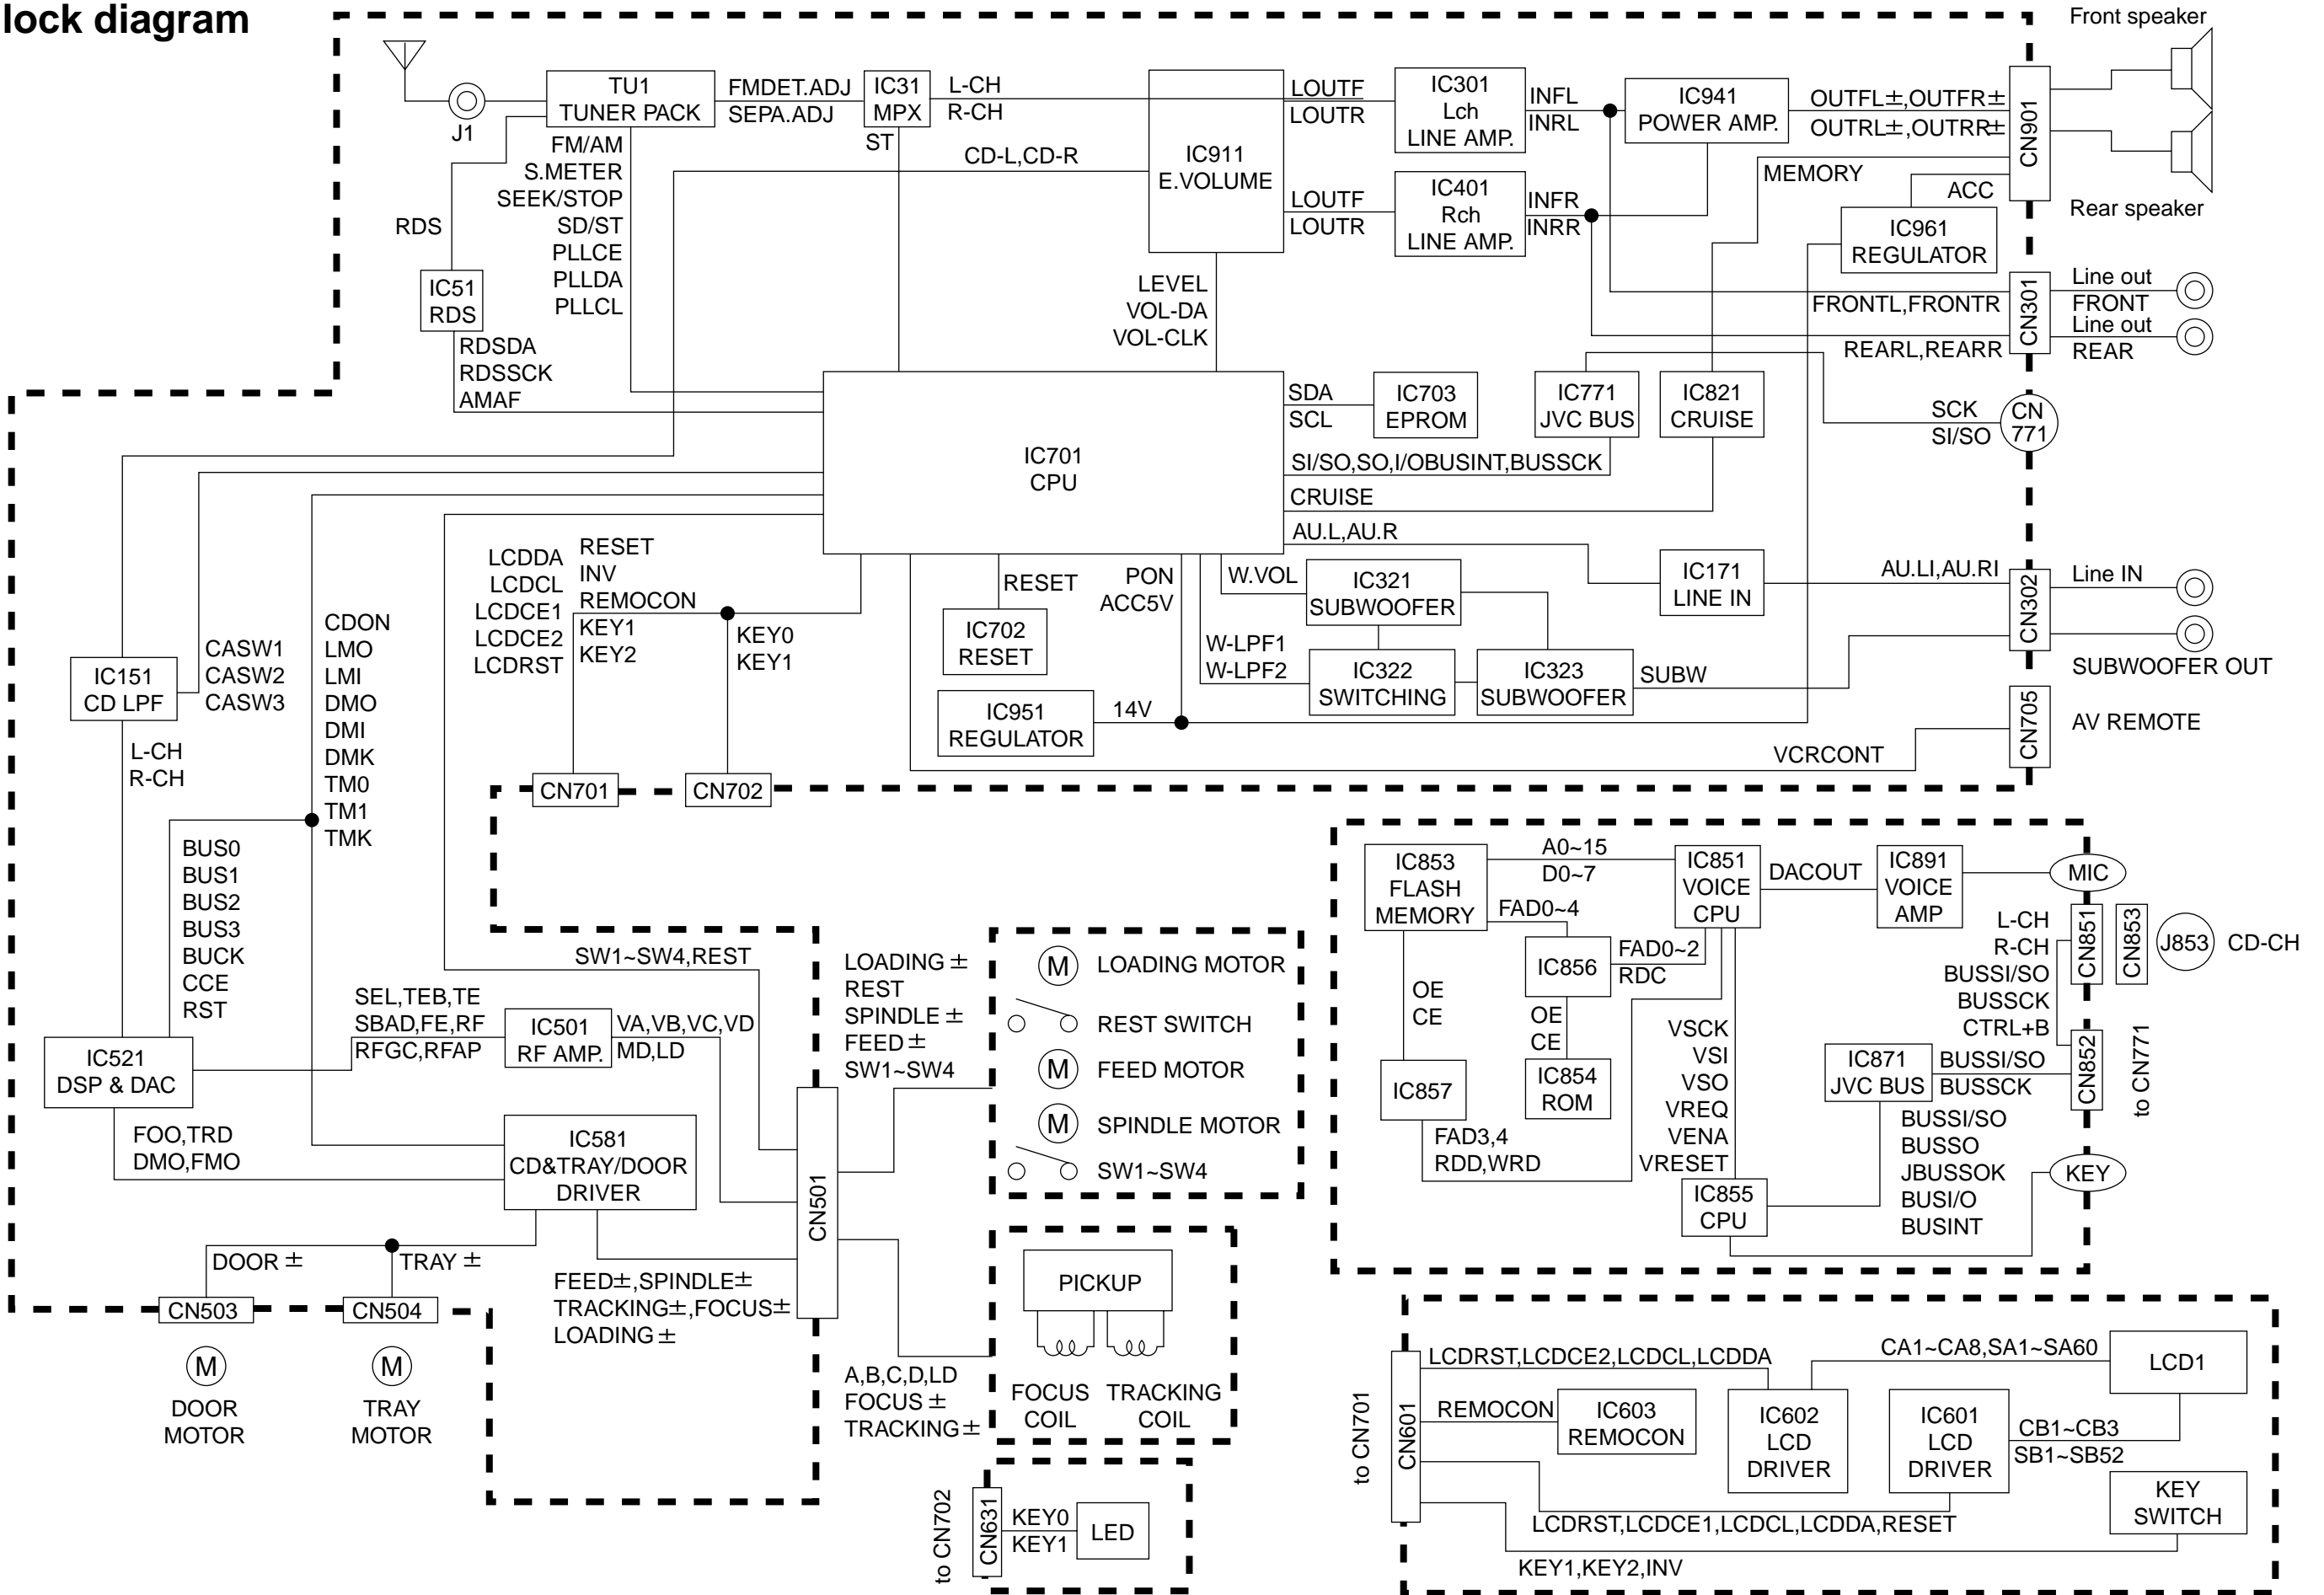 lock diagram
Front speaker
TU1
TUNER PACK
FMDET.ADJ
SEPA.ADJ
IC31
MPX
L-CH
R-CH
LOUTF
LOUTR
IC301
Lch
LINE AMP.
INFL
INRL
IC941
POWER AMP.
OUTFL±,OUTFR±
OUTRL±,OUTRR±
CN901
J1
ST
FM/AM
S.METER
SEEK/STOP
SD/ST
PLLCE
PLLDA
PLLCL
CD-L,CD-R
IC911
E.VOLUME
LOUTF
LOUTR
IC401
Rch
LINE AMP.
INFR
INRR
MEMORY
ACC
IC961
REGULATOR
Rear speaker
RDS
IC51
RDS
RDSDA
RDSSCK
AMAF
LEVEL
VOL-DA
VOL-CLK
FRONTL,FRONTR
REARL,REARR
CN301
Line out
FRONT
Line out
REAR
IC701
CPU
SDA
SCL
IC703
EPROM
IC771
JVC BUS
IC821
CRUISE
SCK
SI/SO
CN
771
SI/SO,SO,I/OBUSINT,BUSSCK
CRUISE
AU.L,AU.R
LCDDA
LCDCL
LCDCE1
LCDCE2
LCDRST
RESET
INV
REMOCON
KEY1
KEY2
KEY0
KEY1
RESET
IC702
RESET
PON
ACC5V
W.VOL
IC321
SUBWOOFER
IC171
LINE IN
AU.LI,AU.RI
CN302
Line IN
W-LPF1
W-LPF2
IC322
SWITCHING
IC323
SUBWOOFER
SUBW
SUBWOOFER OUT
IC951
REGULATOR
14V
VCRCONT
CN705
AV REMOTE
CN701
CN702
IC151
CD LPF
CASW1
CASW2
CASW3
CDON
LMO
LMI
DMO
DMI
DMK
TM0
TM1
TMK
L-CH
R-CH
BUS0
BUS1
BUS2
BUS3
BUCK
CCE
RST
SW1~SW4,REST
SEL,TEB,TE
SBAD,FE,RF
RFGC,RFAP
IC501
RF AMP.
VA,VB,VC,VD
MD,LD
IC521
DSP & DAC
FOO,TRD
DMO,FMO
IC581
CD&TRAY/DOOR
DRIVER
CN501
DOOR ±
TRAY ±
FEED±,SPINDLE±
TRACKING±,FOCUS±
LOADING ±
CN503
CN504
M
DOOR
MOTOR
M
TRAY
MOTOR
LOADING ±
REST
SPINDLE ±
FEED ±
SW1~SW4
M
LOADING MOTOR
REST SWITCH
M
FEED MOTOR
M
SPINDLE MOTOR
SW1~SW4
PICKUP
FOCUS
COIL
TRACKING
COIL
A,B,C,D,LD
FOCUS ±
TRACKING ±
to CN702
CN631
KEY0
KEY1
LED
IC853
FLASH
MEMORY
A0~15
D0~7
IC851
VOICE
CPU
DACOUT
IC891
VOICE
AMP
MIC
FAD0~4
IC856
FAD0~2
RDC
OE
CE
OE
CE
IC857
IC854
ROM
FAD3,4
RDD,WRD
VSCK
VSI
VSO
VREQ
VENA
VRESET
IC855
CPU
L-CH
R-CH
BUSSI/SO
BUSSCK
CTRL+B
CN851
CN853
J853
CD-CH
IC871
JVC BUS
BUSSI/SO
BUSSCK
CN852
to CN771
BUSSI/SO
BUSSO
JBUSSOK
BUSI/O
BUSINT
KEY
to CN701
CN601
LCDRST,LCDCE2,LCDCL,LCDDA
REMOCON
IC603
REMOCON
IC602
LCD
DRIVER
IC601
LCD
DRIVER
CA1~CA8,SA1~SA60
LCD1
CB1~CB3
SB1~SB52
KEY
SWITCH
LCDRST,LCDCE1,LCDCL,LCDDA,RESET
KEY1,KEY2,INV